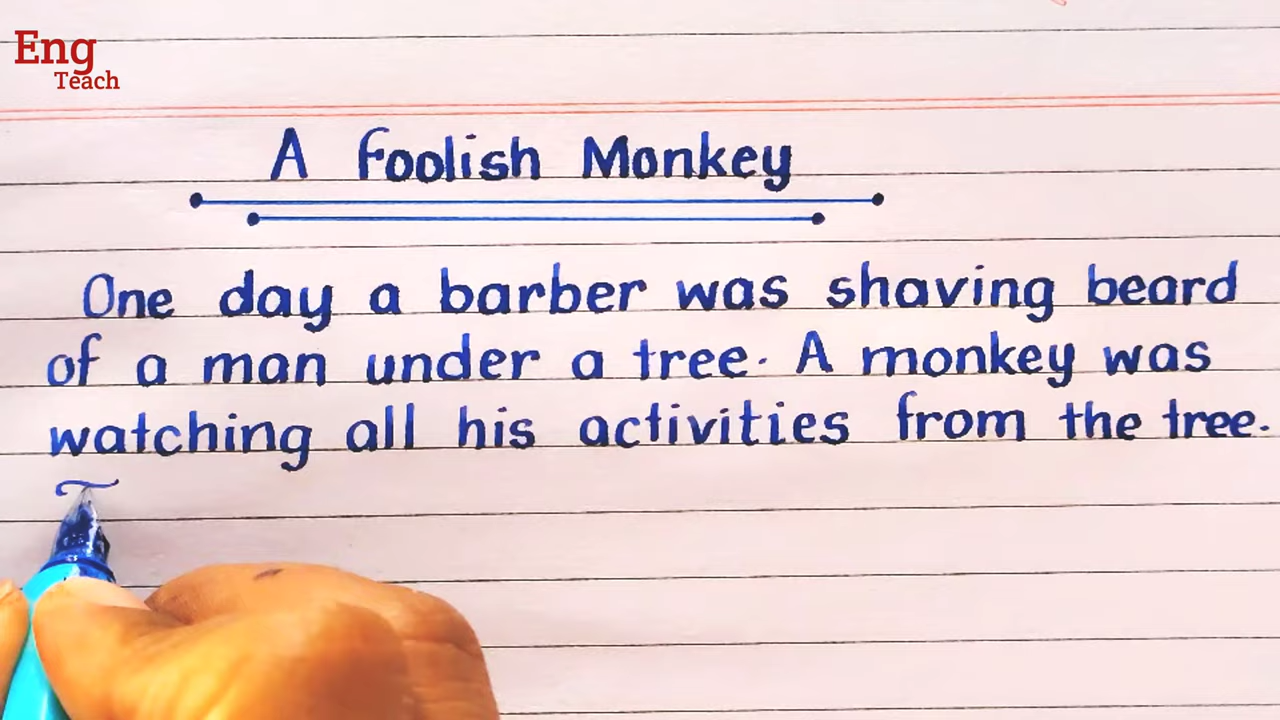 Eng
Teach
A Foolish Monkey
One day a barber was shaving beard
of a man under a tree. A monkey was
watching all his activities from the tree.